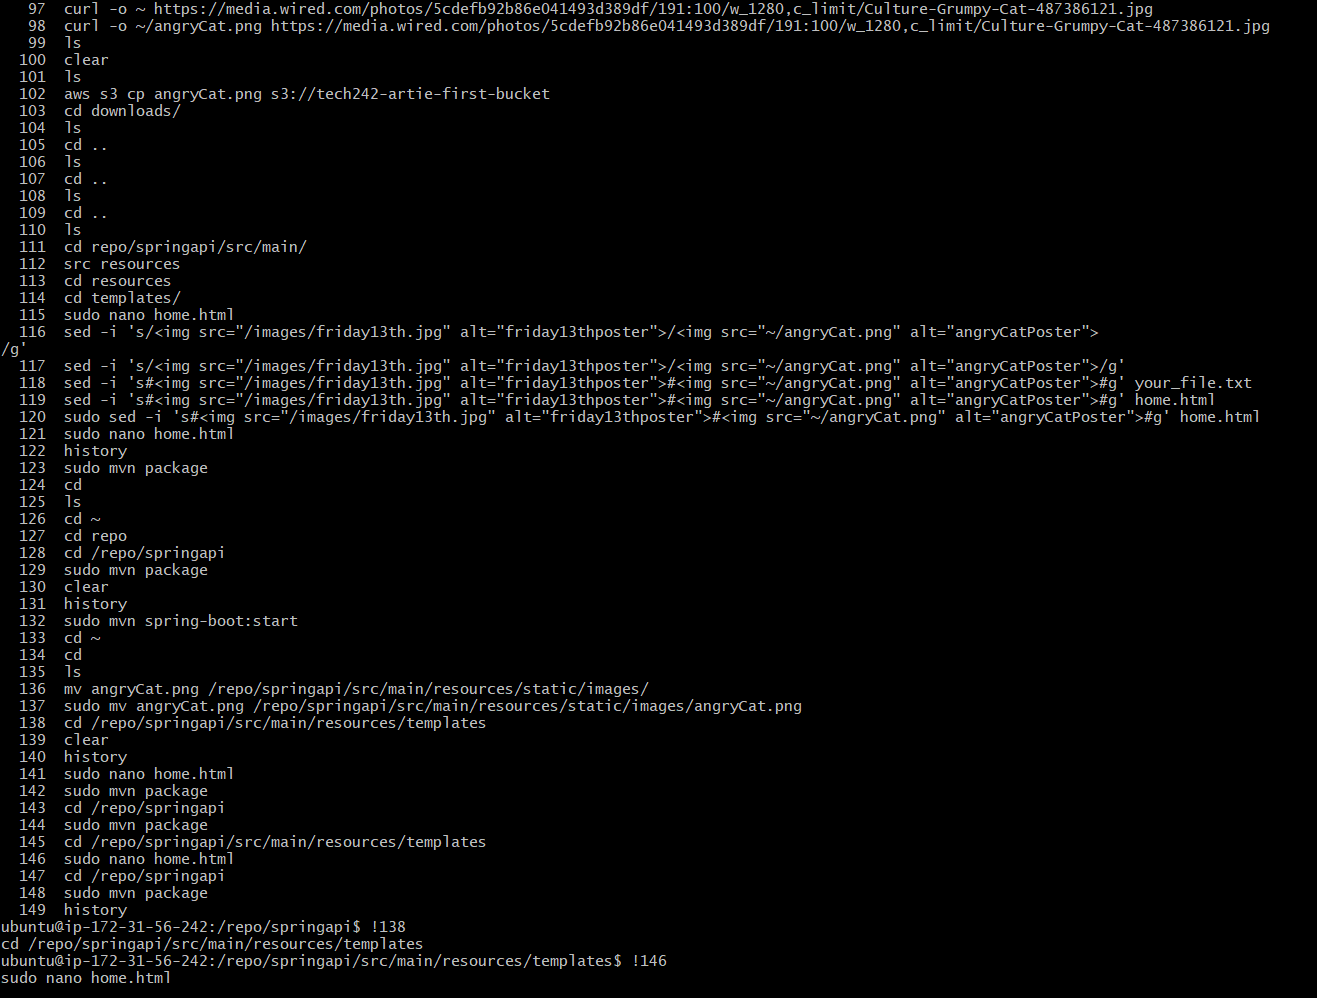 97 curl -o ~ https://media.wired.com/photos/5cdefb92b86e041493d389df/191:100/w_1280,c_limit/Culture-Grumpy-Cat-487386121.jpg
98 curl -o ~/angryCat.png https://media.wired.com/photos/5cdefb92b86e041493d389df/191:100/w_1280,c_limit/Culture-Grumpy-Cat-487386121.jpg
99 ls
100 clear
101 ls
102 aws s3 cp angryCat.png s3://tech242-artie-first-bucket
103 cd downloads/
104 ls
105 cd ..
106 ls
107 cd ..
108 ls
109 cd ..
110 ls
111 cd repo/springapi/src/main/
112 src resources
113 cd resources
114 cd templates/
115 sudo nano home.html
116 sed -i 's/<img src="/images/friday13th.jpg" alt="friday13thposter">/<img src="~/angryCat.png" alt="angryCatPoster">
/g'
117 sed -i 's/<img src="/images/friday13th.jpg" alt="friday13thposter">/<img src="~/angryCat.png" alt="angryCatPoster">/g'
118 sed -i 's#<img src="/images/friday13th.jpg" alt="friday13thposter">#<img src="~/angryCat.png" alt="angryCatPoster">#g' your_file.txt
119 sed -i 's#<img src="/images/friday13th.jpg" alt="friday13thposter">#<img src="~/angryCat.png" alt="angryCatPoster">#g' home.html
120 sudo sed -i 's#<img src="/images/friday13th.jpg" alt="friday13thposter">#<img src="~/angryCat.png" alt="angryCatPoster">#g' home.html
121 sudo nano home.html
122 history
123 sudo mvn package
124 cd
125 ls
126 cd ~
127 cd repo
128 cd /repo/springapi
129 sudo mvn package
130 clear
131 history
132 sudo mvn spring-boot:start
133 cd ~
134 cd
135 ls
136 mv angryCat.png /repo/springapi/src/main/resources/static/images/
137 sudo mv angryCat.png /repo/springapi/src/main/resources/static/images/angryCat.png
138 cd /repo/springapi/src/main/resources/templates
139 clear
140 history
141 sudo nano home.html
142 sudo mvn package
143 cd /repo/springapi
144 sudo mvn package
145 cd /repo/springapi/src/main/resources/templates
146 sudo nano home.html
147 cd /repo/springapi
148 sudo mvn package
149 history
ubuntu@ip-172-31-56-242:/repo/springapi$ !138
cd /repo/springapi/src/main/resources/templates
ubuntu@ip-172-31-56-242:/repo/springapi/src/main/resources/templates$ !146
sudo nano home.html